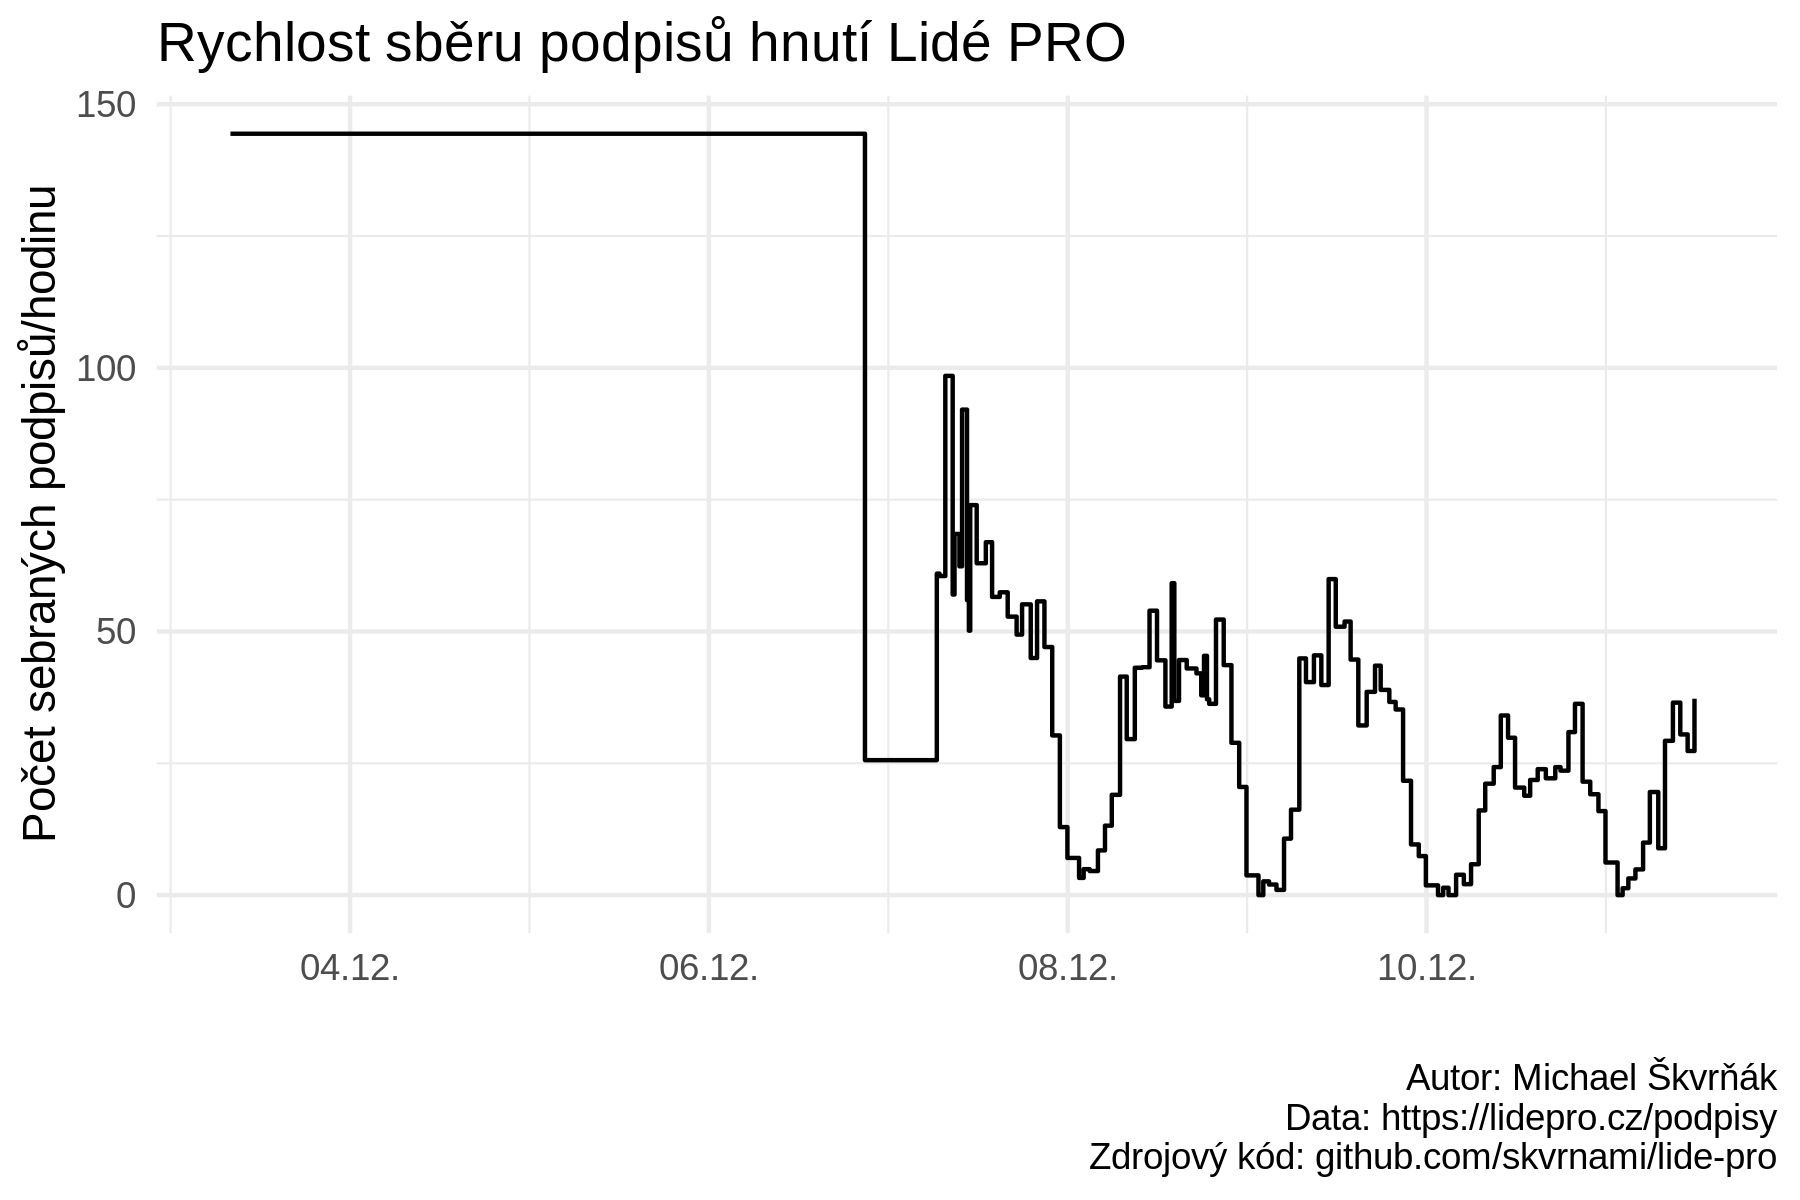 Rychlost sběru podpisů hnutí Lidé PRO
Počet sebraných podpisů/hodinu
150
100
50
0
04.12.
06.12.
08.12.
10.12.
Autor: Michael Škvrňák
Data: https://lidepro.cz/podpisy
Zdrojový kód: github.com/skvrnami/lide-pro